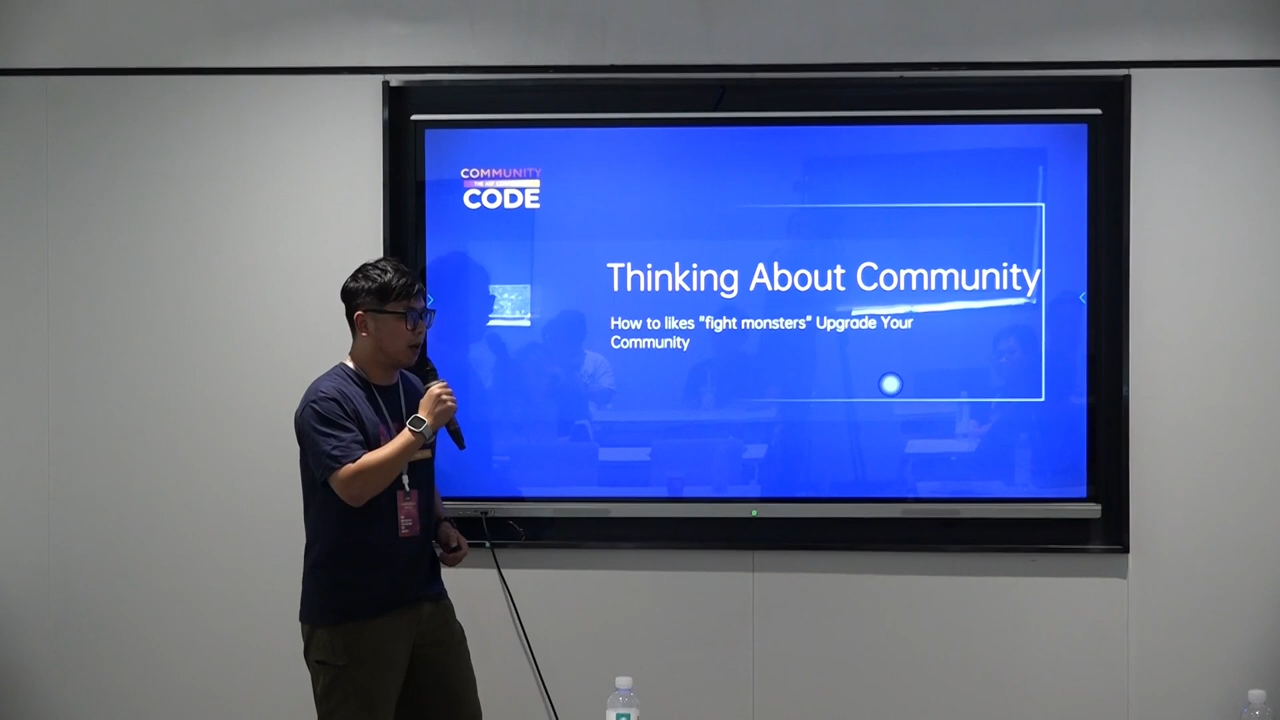 COMMUNITY
CODE
Thinking About Community
How to likes "fight monsters" Upgrade Your
Community